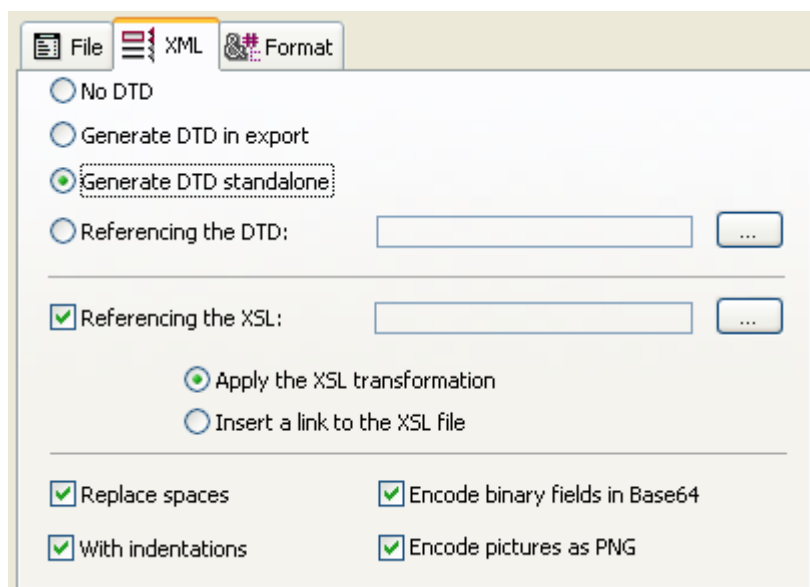 File XML Format
No DTD
Generate DTD in export
Generate DTD standalone
Referencing the DTD: ...
Referencing the XSL: ...
Apply the XSL transformation
Insert a link to the XSL file
Replace spaces Encode binary fields in Base64
With indentations Encode pictures as PNG